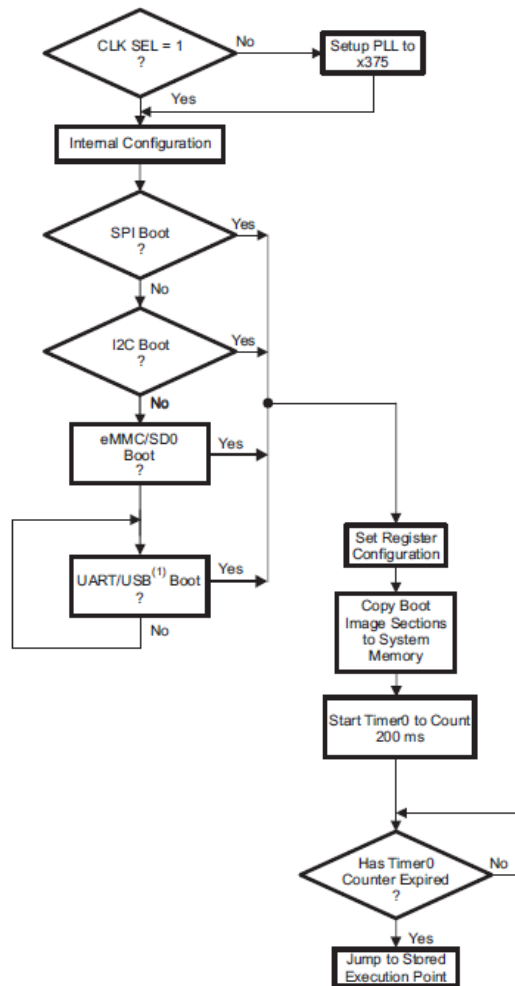 CLK SEL = 1
?
No
Setup PLL to
x375
Yes
Internal Configuration
SPI Boot
?
Yes
No
I2C Boot
?
Yes
No
eMMC/SD0
Boot
?
Yes
UART/USB(1) Boot
?
Yes
No
Set Register
Configuration
Copy Boot
Image Sections
to System
Memory
Start Timer0 to Count
200 ms
Has Timer0
Counter Expired
?
No
Yes
Jump to Stored
Execution Point